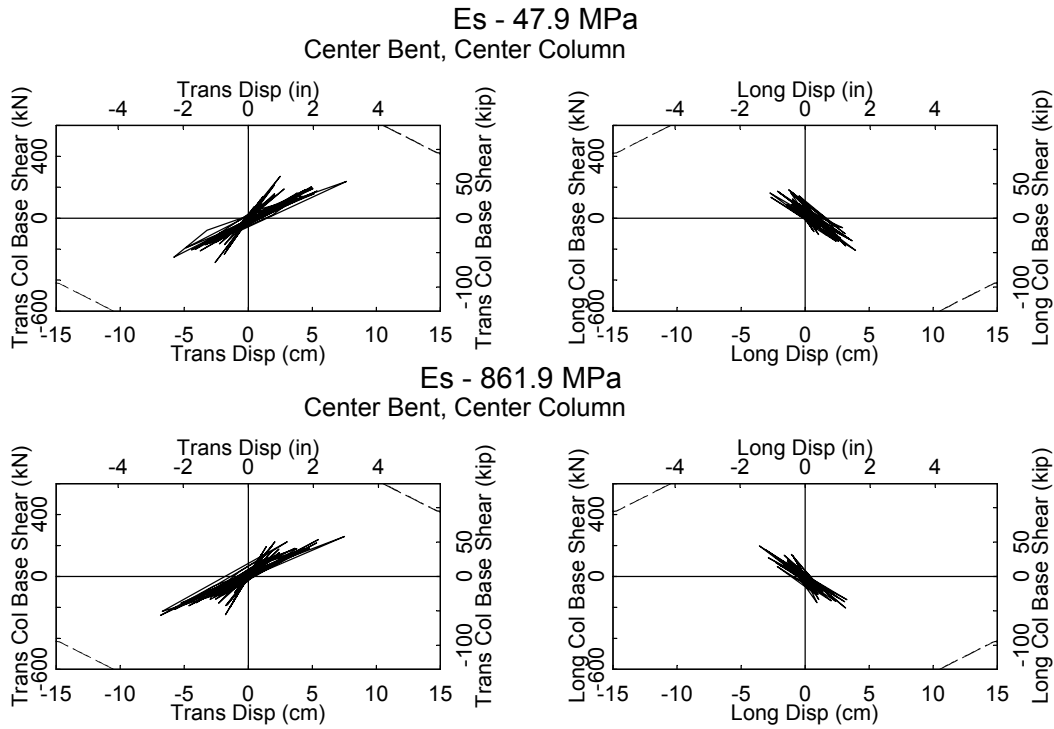 Es - 47.9 MPa
Center Bent, Center Column
Trans Disp (in)
-4 -2 0 2 4
Trans Col Base Shear (kN)
400
0
-600
Trans Col Base Shear (kip)
50
0
-100
-15 -10 -5 0 5 10 15
Trans Disp (cm)
Long Disp (in)
-4 -2 0 2 4
Long Col Base Shear (kN)
400
0
-600
Long Col Base Shear (kip)
50
0
-100
-15 -10 -5 0 5 10 15
Long Disp (cm)
Es - 861.9 MPa
Center Bent, Center Column
Trans Disp (in)
-4 -2 0 2 4
Trans Col Base Shear (kN)
400
0
-600
Trans Col Base Shear (kip)
50
0
-100
-15 -10 -5 0 5 10 15
Trans Disp (cm)
Long Disp (in)
-4 -2 0 2 4
Long Col Base Shear (kN)
400
0
-600
Long Col Base Shear (kip)
50
0
-100
-15 -10 -5 0 5 10 15
Long Disp (cm)